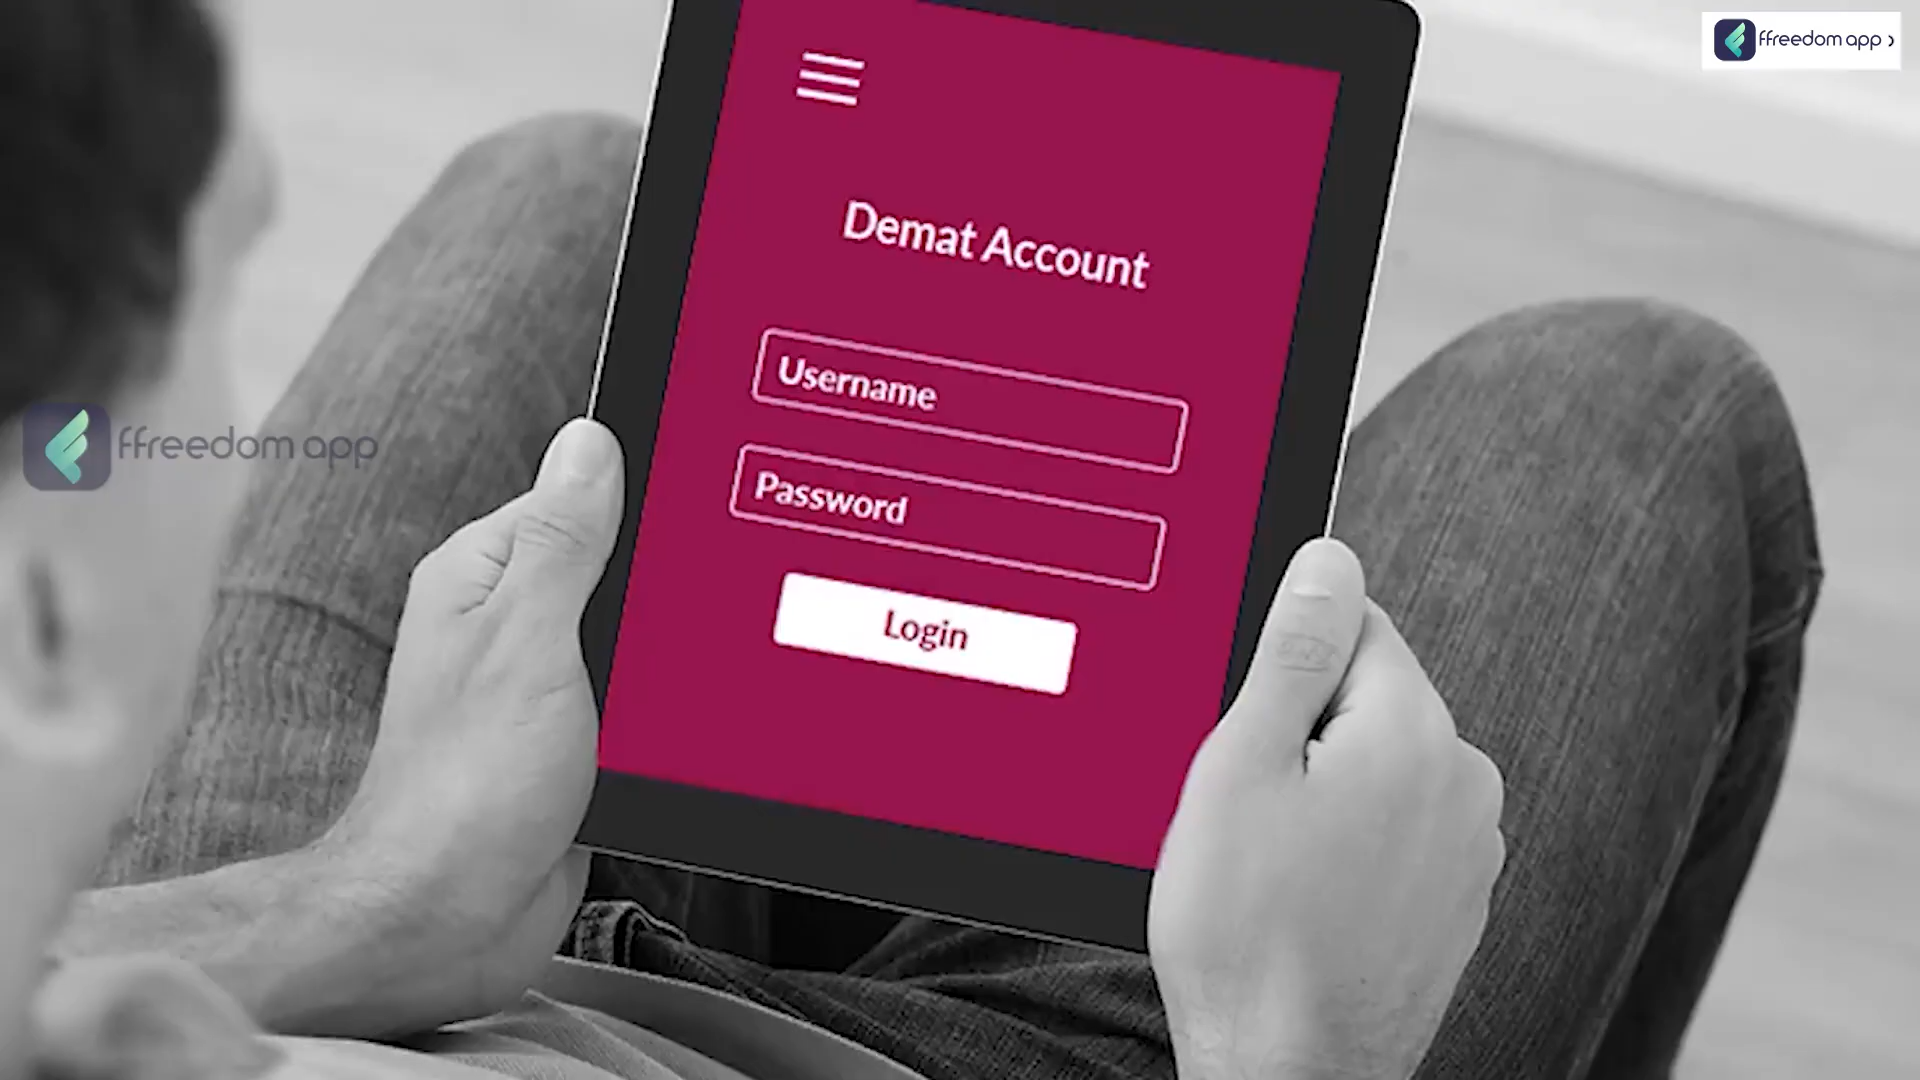 ffreedom app
Demat Account
Username
Password
ffreedom app
Login